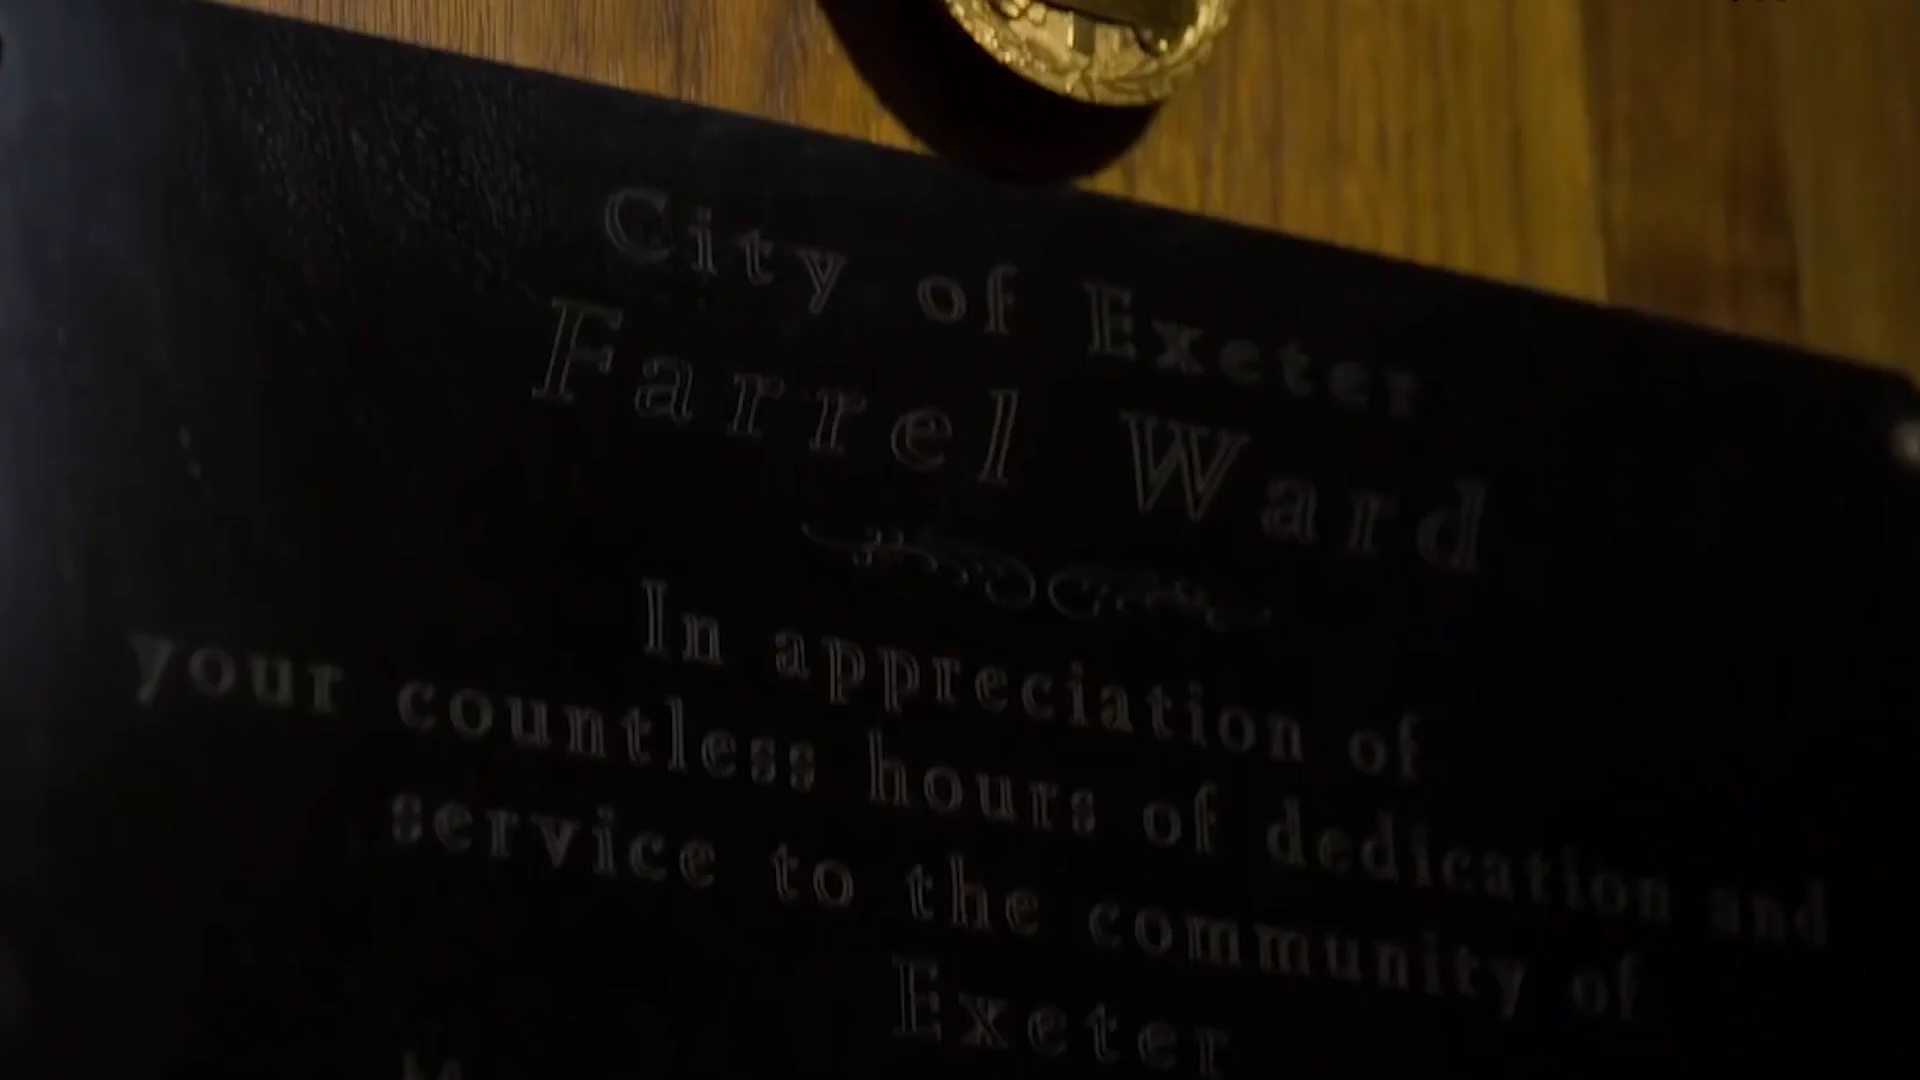 City of Exeter
Farrel Ward
In appreciation of
your countless hours of dedication and
service to the community of
Exeter